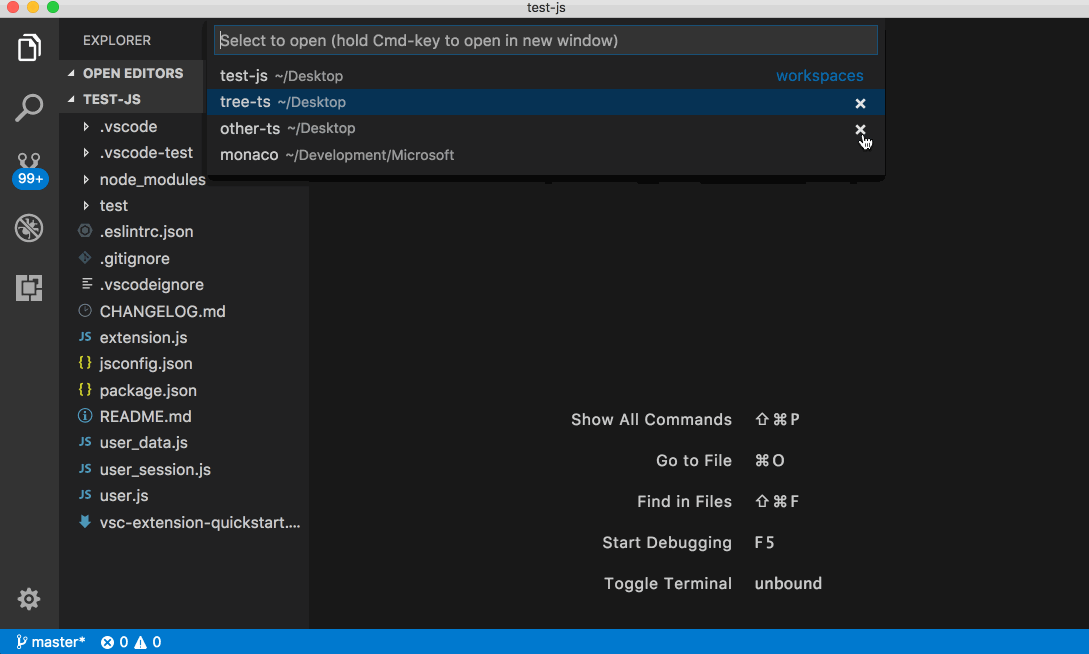 test-js
EXPLORER
Select to open (hold Cmd-key to open in new window)
OPEN EDITORS
test-js ~/Desktop workspaces
TEST-JS
tree-ts ~/Desktop
.vscode
other-ts ~/Desktop
.vscode-test
monaco ~/Development/Microsoft
99+
node_modules
test
.eslintrc.json
.gitignore
.vscodeignore
CHANGELOG.md
JS extension.js
{} jsconfig.json
{} package.json
README.md
JS user_data.js
JS user_session.js
JS user.js
vsc-extension-quickstart....
Show All Commands ⇧⌘P
Go to File ⌘O
Find in Files ⇧⌘F
Start Debugging F5
Toggle Terminal unbound
master* 0 0